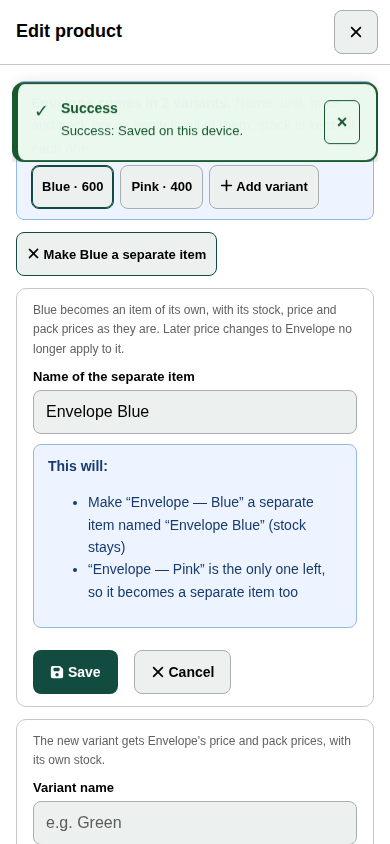 Edit product
Success
Success: Saved on this device.
Blue · 600
Pink · 400
Add variant
Make Blue a separate item
Blue becomes an item of its own, with its stock, price and
pack prices as they are. Later price changes to Envelope no
longer apply to it.
Name of the separate item
Envelope Blue
This will:
• Make “Envelope — Blue” a separate
item named “Envelope Blue” (stock
stays)
• “Envelope — Pink” is the only one left,
so it becomes a separate item too
Save
Cancel
The new variant gets Envelope's price and pack prices, with
its own stock.
Variant name
e.g. Green